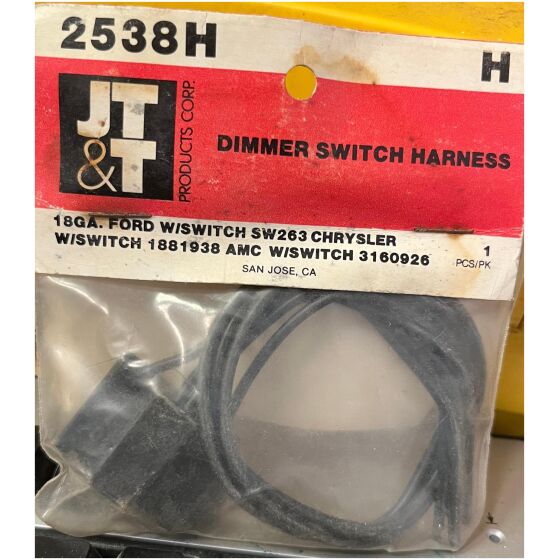 2538H
H
JT
&T
PRODUCTS CORP.
DIMMER SWITCH HARNESS
18GA. FORD W/SWITCH SW263 CHRYSLER
W/SWITCH 1881938 AMC W/SWITCH 3160926
1
PCS/PK
SAN JOSE, CA